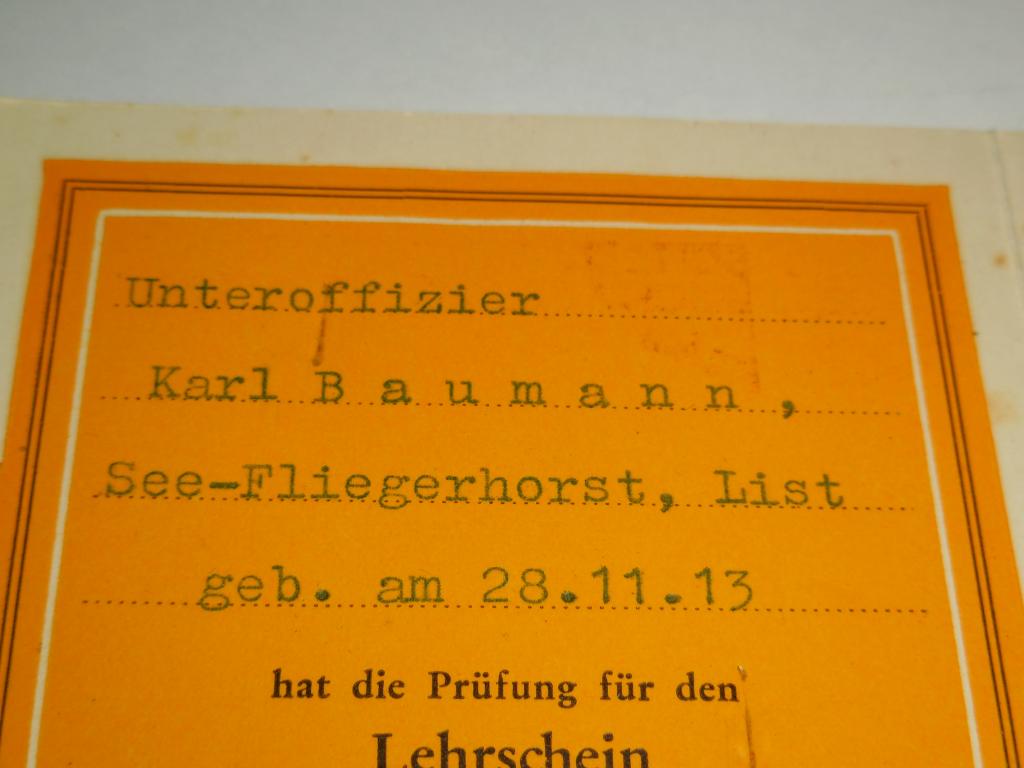 Unteroffizier
Karl B a u m a n n ,
See-Fliegerhorst, List
geb. am 28.11.13
hat die Prüfung für den
Lehrschein